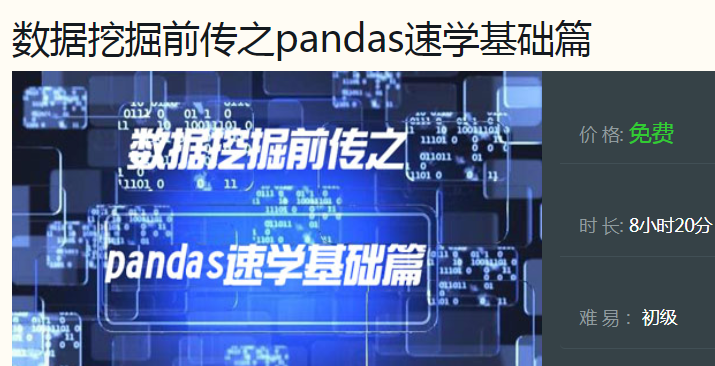 数据挖掘前传之pandas速学基础篇
数据挖掘前传之
pandas速学基础篇
价 格: 免费
时 长: 8小时20分
难 易 : 初级